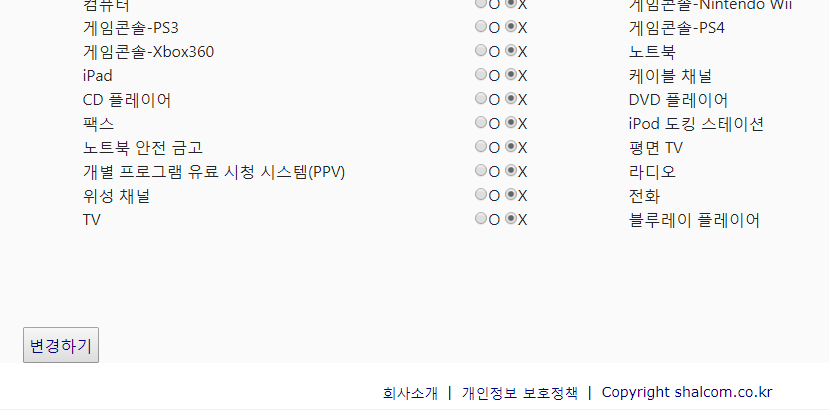 컴퓨터 O X 게임콘솔-Nintendo Wii
게임콘솔-PS3 O X 게임콘솔-PS4
게임콘솔-Xbox360 O X 노트북
iPad O X 케이블 채널
CD 플레이어 O X DVD 플레이어
팩스 O X iPod 도킹 스테이션
노트북 안전 금고 O X 평면 TV
개별 프로그램 유료 시청 시스템(PPV) O X 라디오
위성 채널 O X 전화
TV O X 블루레이 플레이어
변경하기
회사소개 | 개인정보 보호정책 | Copyright shalcom.co.kr